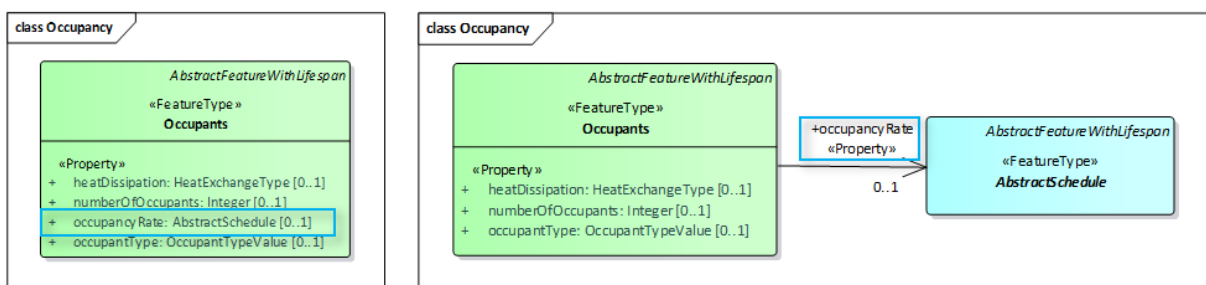 class Occupancy
AbstractFeatureWithLifespan
«FeatureType»
Occupants
«Property»
+ heatDissipation: HeatExchangeType [0..1]
+ numberOfOccupants: Integer [0..1]
+ occupancyRate: AbstractSchedule [0..1]
+ occupantType: OccupantTypeValue [0..1]
class Occupancy
AbstractFeatureWithLifespan
«FeatureType»
Occupants
«Property»
+ heatDissipation: HeatExchangeType [0..1]
+ numberOfOccupants: Integer [0..1]
+ occupantType: OccupantTypeValue [0..1]
+occupancyRate
«Property»
0..1
AbstractFeatureWithLifespan
«FeatureType»
AbstractSchedule